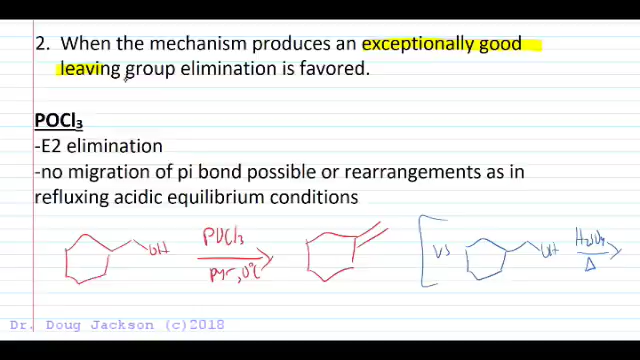 2. When the mechanism produces an exceptionally good
leaving group elimination is favored.
POCl₃
-E2 elimination
-no migration of pi bond possible or rearrangements as in
refluxing acidic equilibrium conditions
OH
POCl₃
pyr, 0°C
vs
OH
H₂SO₄
Δ
Dr. Doug Jackson (c)2018